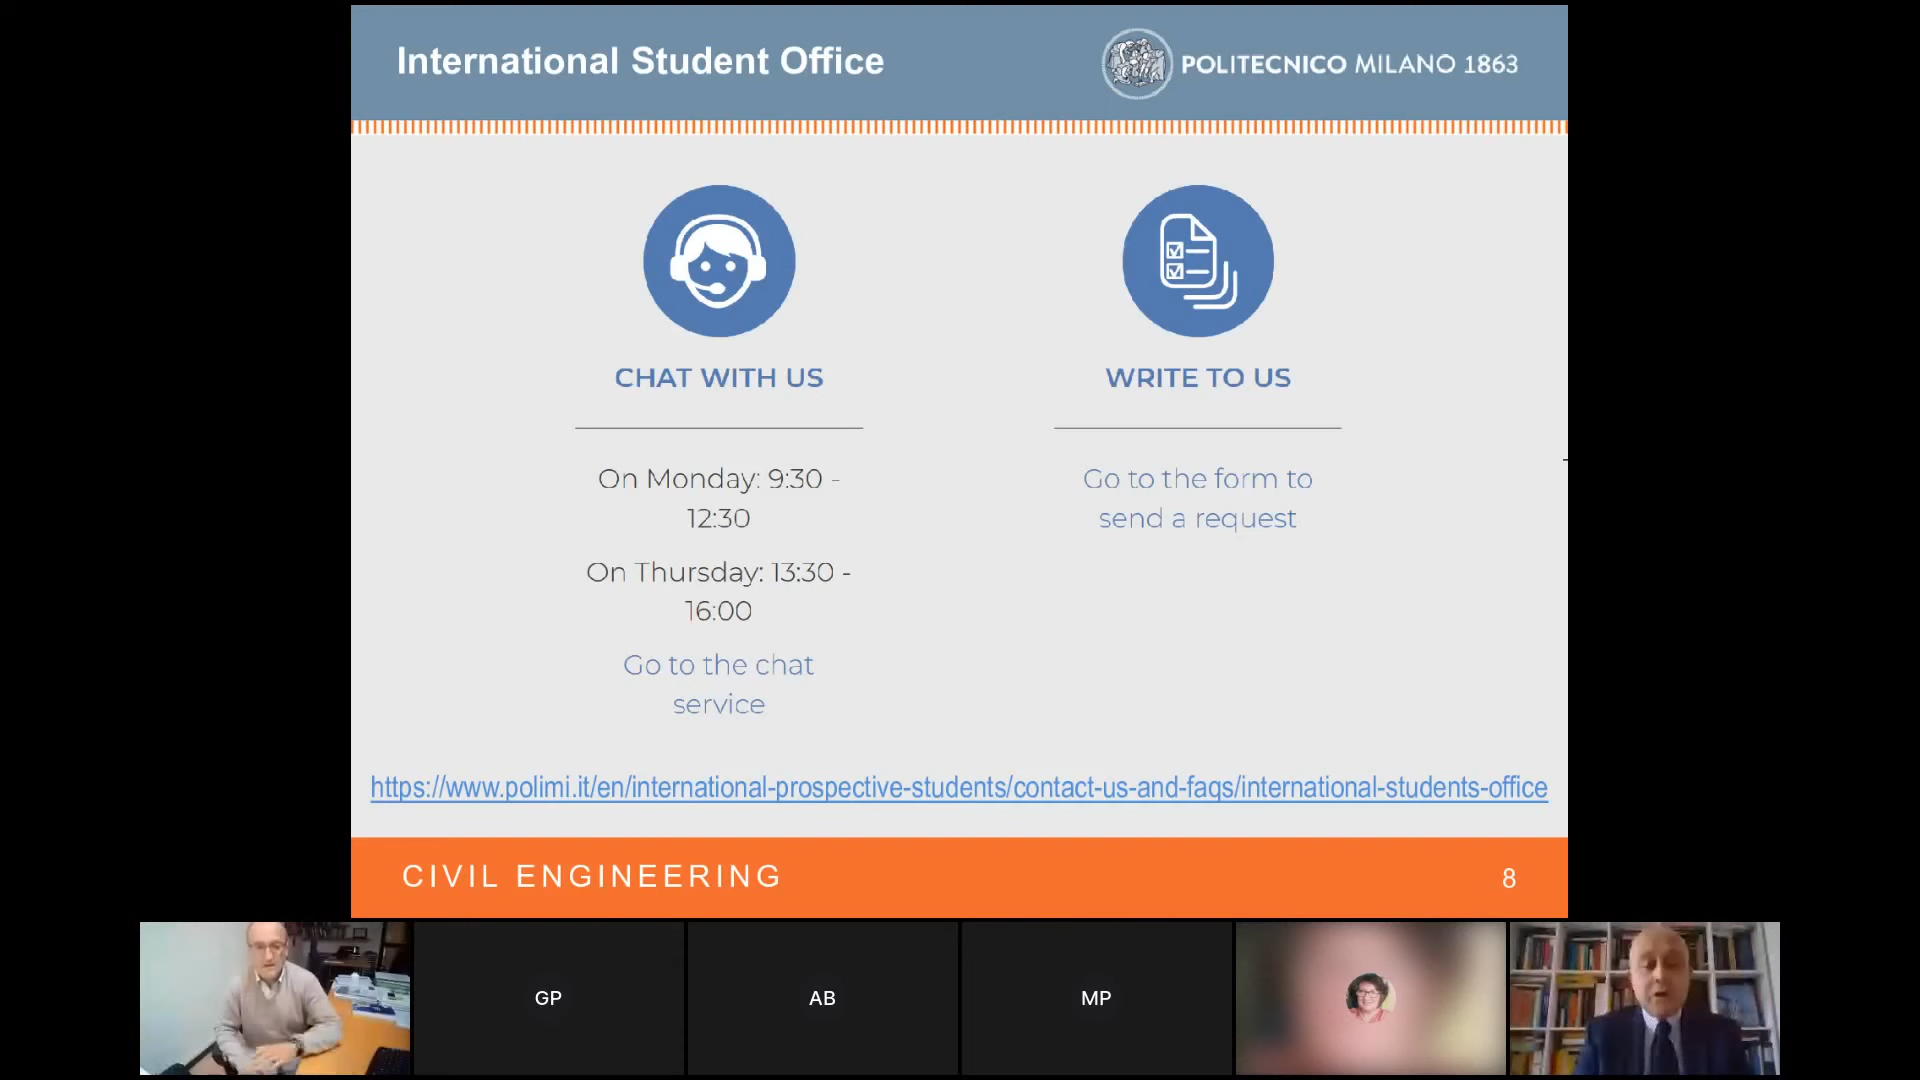 International Student Office
POLITECNICO MILANO 1863
CHAT WITH US
On Monday: 9:30 -
12:30
On Thursday: 13:30 -
16:00
Go to the chat
service
WRITE TO US
Go to the form to
send a request
https://www.polimi.it/en/international-prospective-students/contact-us-and-faqs/international-students-office
CIVIL ENGINEERING
8
GP
AB
MP